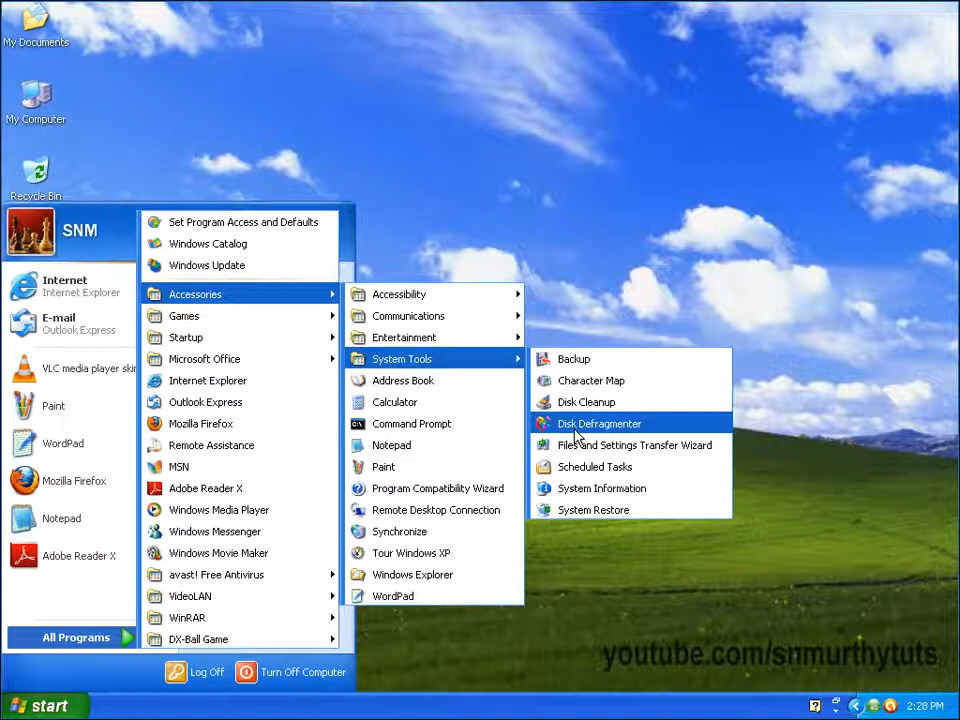 My Documents
My Computer
Recycle Bin
SNM
Internet
Internet Explorer
E-mail
Outlook Express
VLC media player skin
Paint
WordPad
Mozilla Firefox
Notepad
Adobe Reader X
All Programs
Set Program Access and Defaults
Windows Catalog
Windows Update
Accessories
Games
Startup
Microsoft Office
Internet Explorer
Outlook Express
Mozilla Firefox
Remote Assistance
MSN
Adobe Reader X
Windows Media Player
Windows Messenger
Windows Movie Maker
avast! Free Antivirus
VideoLAN
WinRAR
DX-Ball Game
Accessibility
Communications
Entertainment
System Tools
Address Book
Calculator
Command Prompt
Notepad
Paint
Program Compatibility Wizard
Remote Desktop Connection
Synchronize
Tour Windows XP
Windows Explorer
WordPad
Backup
Character Map
Disk Cleanup
Disk Defragmenter
Files and Settings Transfer Wizard
Scheduled Tasks
System Information
System Restore
Log Off
Turn Off Computer
youtube.com/snmurthytuts
start
2:28 PM